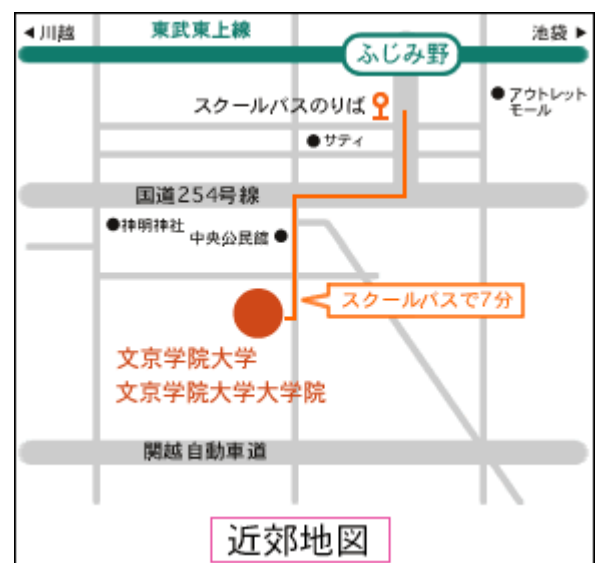 ◀川越
東武東上線
池袋▶
ふじみ野
スクールバスのりば
●アウトレット
モール
●サティ
国道254号線
●神明神社
中央公民館●
スクールバスで7分
文京学院大学
文京学院大学大学院
関越自動車道
近郊地図